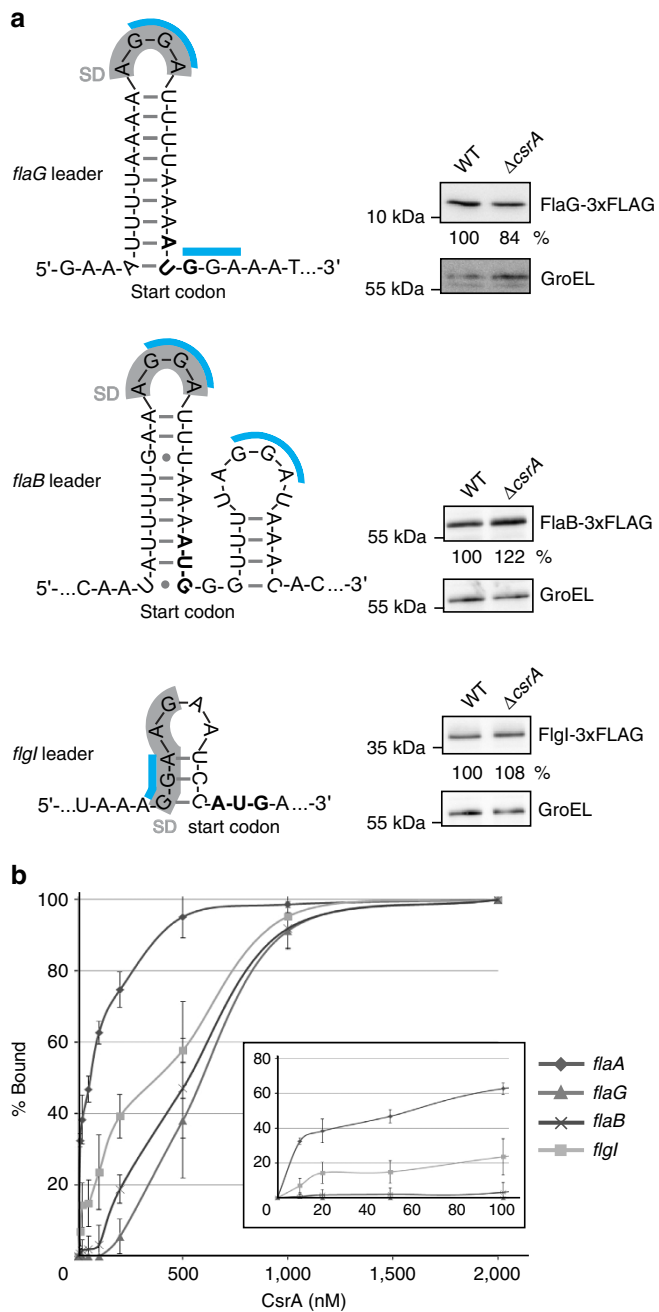 a
A-G-G-A
SD
flaG leader
5'-G-A-A-A
U-G-G-A-A-A-T...-3'
Start codon
WT
ΔcsrA
10 kDa
FlaG-3xFLAG
100 84 %
55 kDa
GroEL
A-G-G-A
SD
flaB leader
5'-...C-A-A-U
G-G-G
C-A-C...-3'
Start codon
WT
ΔcsrA
55 kDa
FlaB-3xFLAG
100 122 %
55 kDa
GroEL
flgI leader
5'-...U-A-A-A-G
C-A-U-G-A...-3'
SD
start codon
WT
ΔcsrA
35 kDa
FlgI-3xFLAG
100 108 %
55 kDa
GroEL
b
% Bound
100
80
60
40
20
0
500
1,000
1,500
2,000
CsrA (nM)
80
60
40
20
0
20
40
60
80
100
flaA
flaG
flaB
flgI